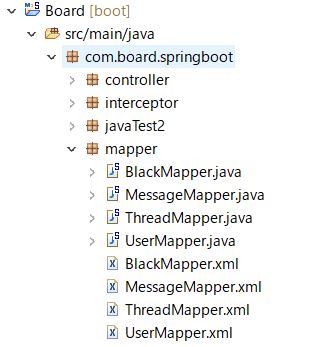 Board [boot]
src/main/java
com.board.springboot
controller
interceptor
javaTest2
mapper
BlackMapper.java
MessageMapper.java
ThreadMapper.java
UserMapper.java
BlackMapper.xml
MessageMapper.xml
ThreadMapper.xml
UserMapper.xml